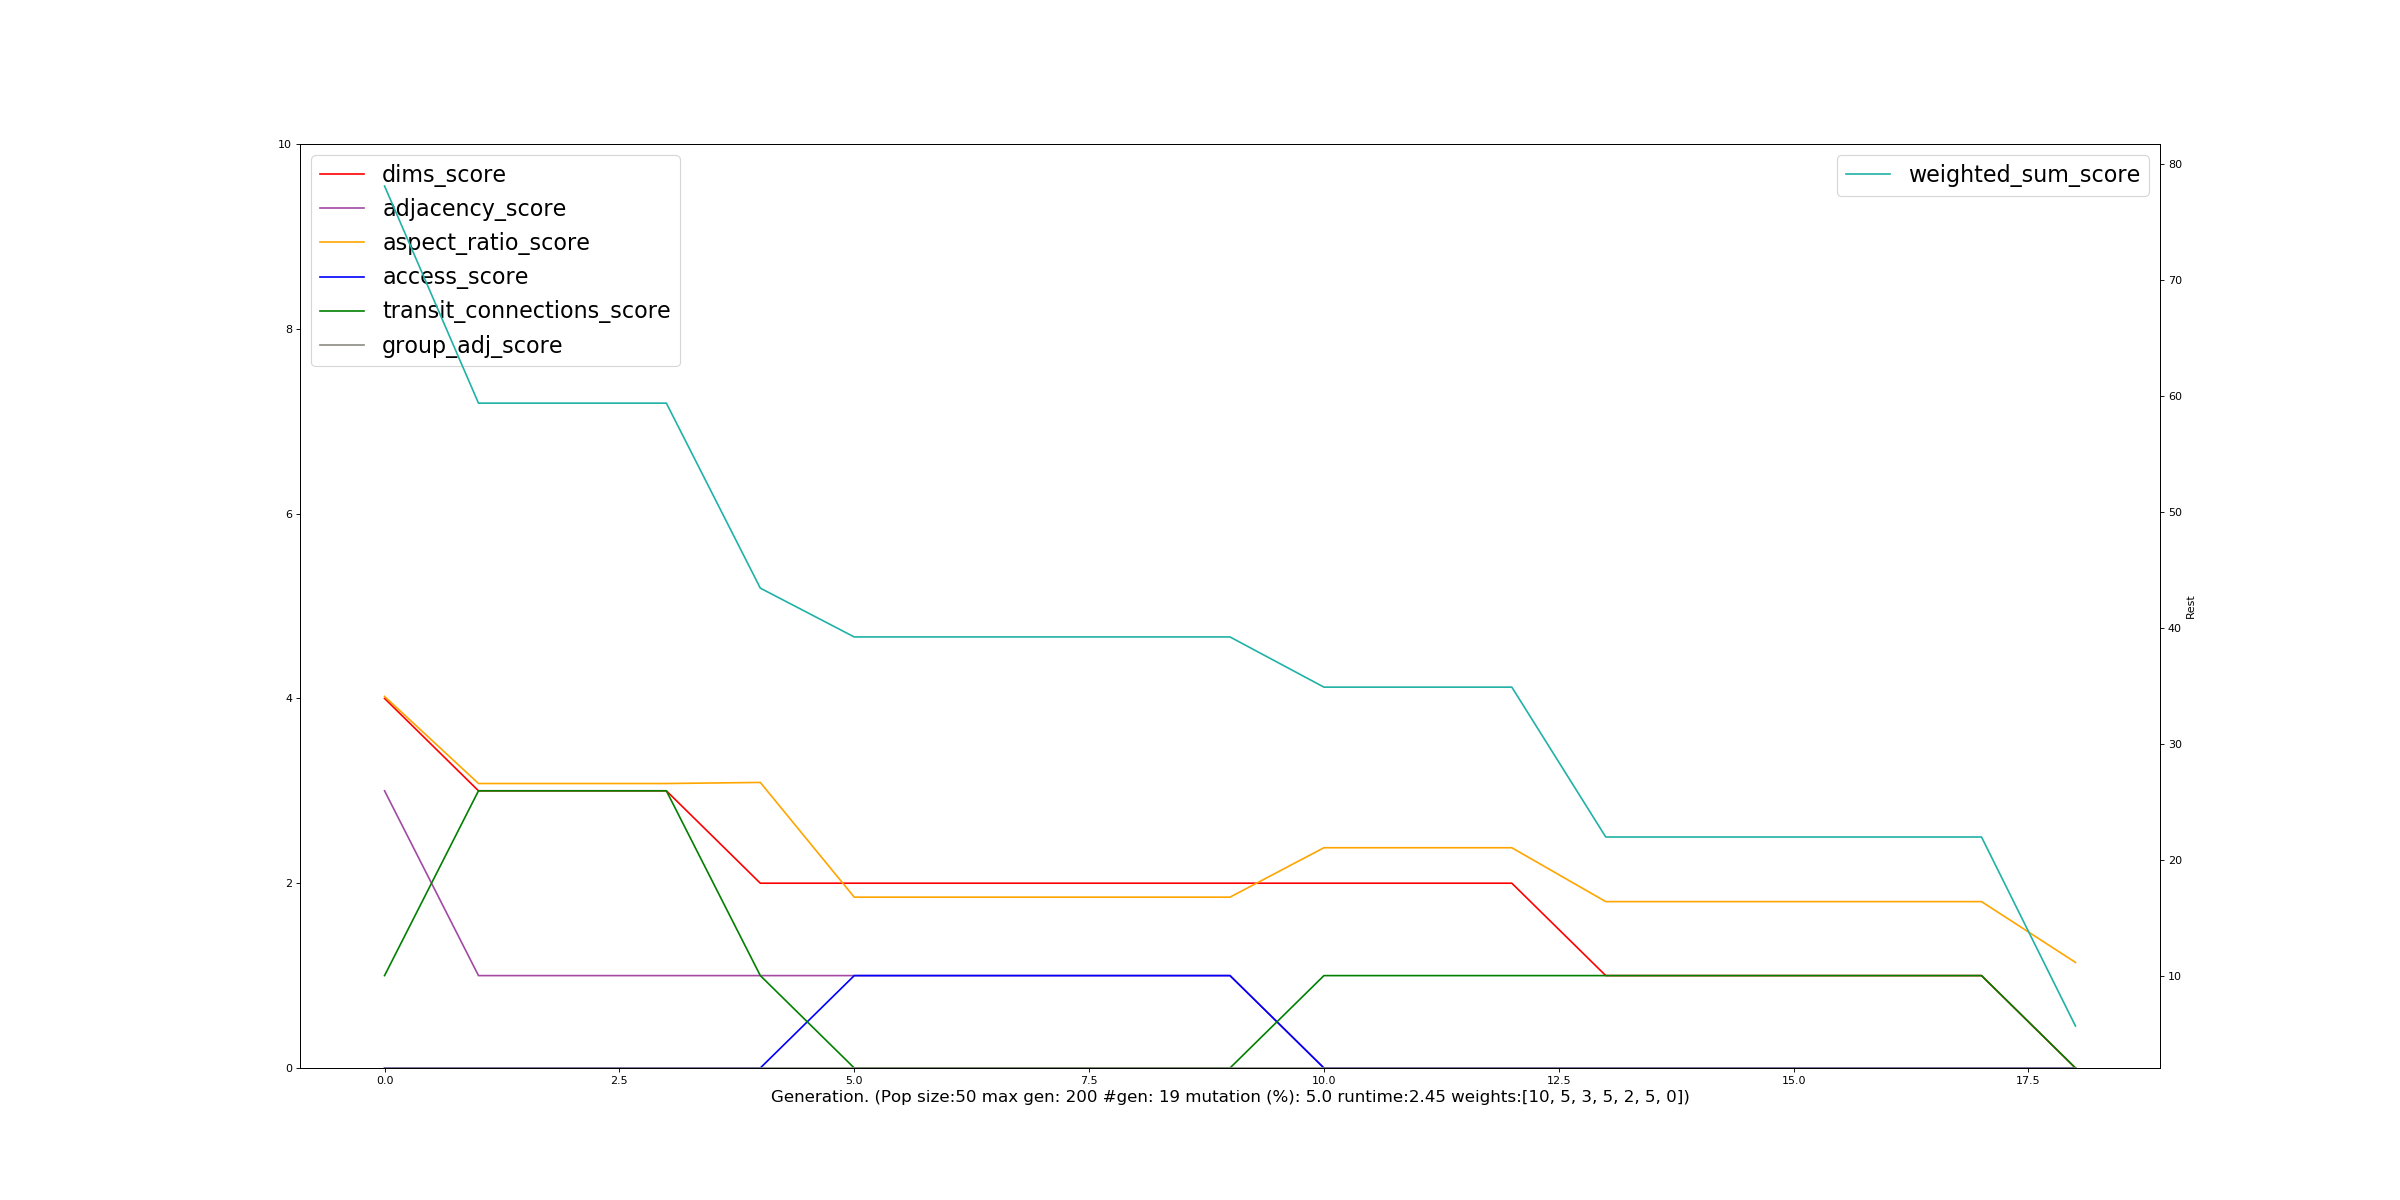 10
8
6
4
2
0
dims_score
adjacency_score
aspect_ratio_score
access_score
transit_connections_score
group_adj_score
weighted_sum_score
80
70
60
50
40
30
20
10
Rest
0.0 2.5 5.0 7.5 10.0 12.5 15.0 17.5
Generation. (Pop size:50 max gen: 200 #gen: 19 mutation (%): 5.0 runtime:2.45 weights:[10, 5, 3, 5, 2, 5, 0])